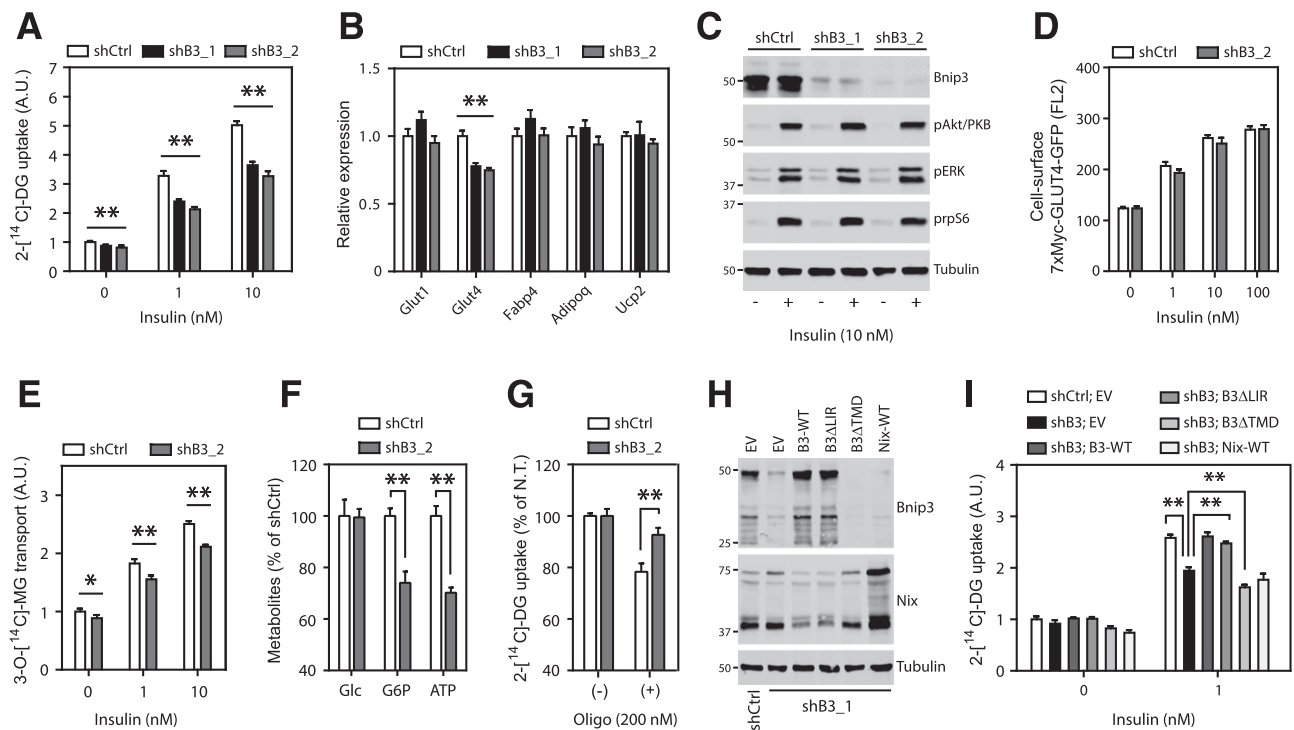 A
shCtrl shB3_1 shB3_2
2-[14C]-DG uptake (A.U.)
7
6
5
4
3
2
1
0
**
**
**
0 1 10
Insulin (nM)
B
shCtrl shB3_1 shB3_2
Relative expression
1.5
1.0
0.5
0
**
Glut1 Glut4 Fabp4 Adipoq Ucp2
C
shCtrl shB3_1 shB3_2
50
Bnip3
pAkt/PKB
50
pERK
37
37
prpS6
50
Tubulin
- + - + - +
Insulin (10 nM)
D
shCtrl shB3_2
Cell-surface
7xMyc-GLUT4-GFP (FL2)
400
300
200
100
0
0 1 10 100
Insulin (nM)
E
shCtrl shB3_2
3-O-[14C]-MG transport (A.U.)
3
2
1
0
*
**
**
0 1 10
Insulin (nM)
F
shCtrl
shB3_2
Metabolites (% of shCtrl)
120
100
80
60
40
** **
Glc G6P ATP
G
shCtrl
shB3_2
2-[14C]-DG uptake (% of N.T.)
120
100
80
60
40
**
(-) (+)
Oligo (200 nM)
H
EV EV B3-WT B3ΔLIR B3ΔTMD Nix-WT
50
Bnip3
25
75
Nix
37
50
Tubulin
shCtrl
shB3_1
I
shCtrl; EV shB3; B3ΔLIR
shB3; EV shB3; B3ΔTMD
shB3; B3-WT shB3; Nix-WT
2-[14C]-DG uptake (A.U.)
4
3
2
1
0
**
** **
0 1
Insulin (nM)